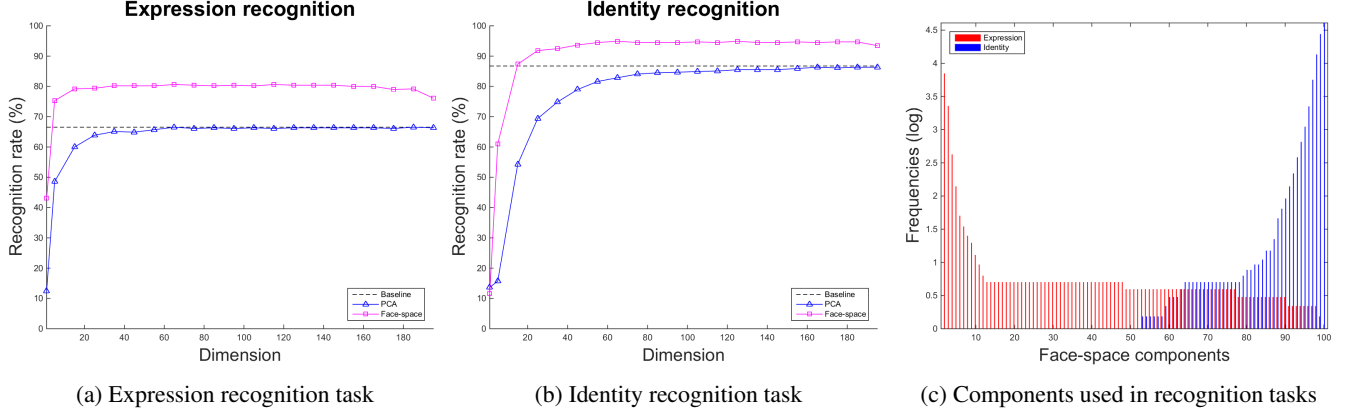 Expression recognition
100
90
80
70
60
50
40
30
20
10
0
Recognition rate (%)
20 40 60 80 100 120 140 160 180
Dimension
Baseline
PCA
Face-space
(a) Expression recognition task
Identity recognition
100
90
80
70
60
50
40
30
20
10
0
Recognition rate (%)
20 40 60 80 100 120 140 160 180
Dimension
Baseline
PCA
Face-space
(b) Identity recognition task
4.5
4
3.5
3
2.5
2
1.5
1
0.5
0
Frequencies (log)
10 20 30 40 50 60 70 80 90 100
Face-space components
Expression
Identity
(c) Components used in recognition tasks